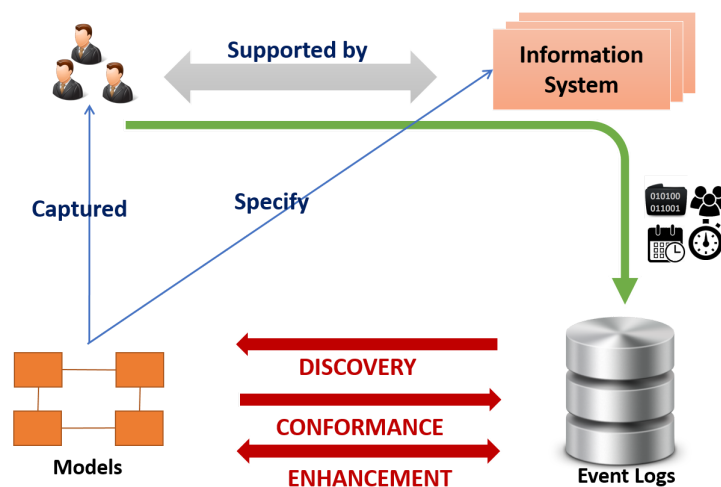 Supported by
Information
System
010100
011001
Captured
Specify
DISCOVERY
CONFORMANCE
ENHANCEMENT
Models
Event Logs